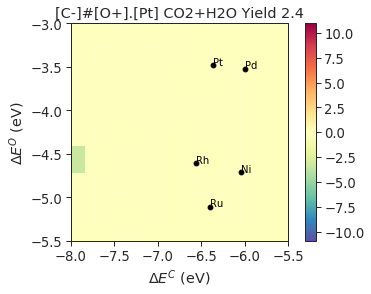 [C-]#[O+].[Pt] CO2+H2O Yield 2.4
−3.0
−3.5
−4.0
−4.5
−5.0
−5.5
ΔE^O (eV)
Pt
Pd
Rh
Ni
Ru
−8.0 −7.5 −7.0 −6.5 −6.0 −5.5
ΔE^C (eV)
10.0
7.5
5.0
2.5
0.0
−2.5
−5.0
−7.5
−10.0